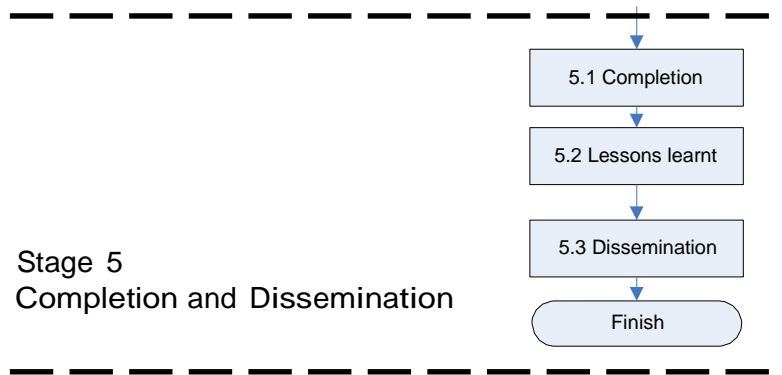 5.1 Completion
5.2 Lessons learnt
5.3 Dissemination
Stage 5
Completion and Dissemination
Finish